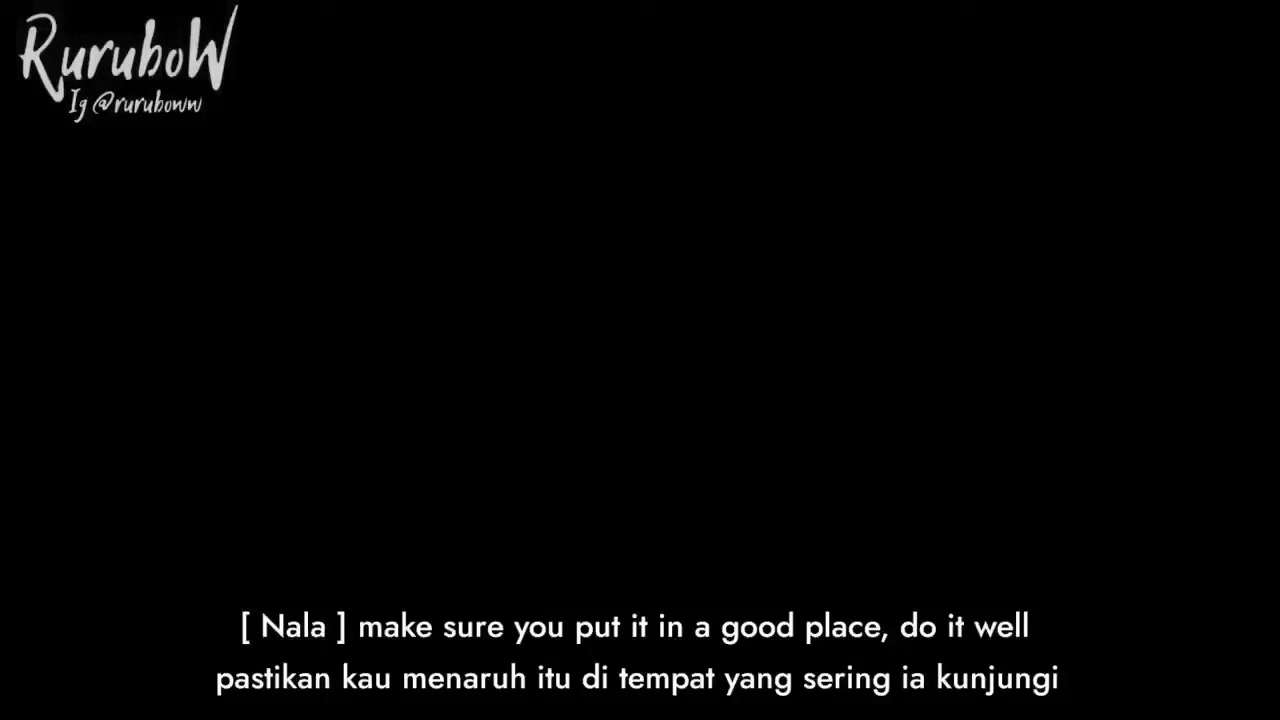 RuruboW
Ig @ruruboww
[ Nala ] make sure you put it in a good place, do it well
pastikan kau menaruh itu di tempat yang sering ia kunjungi